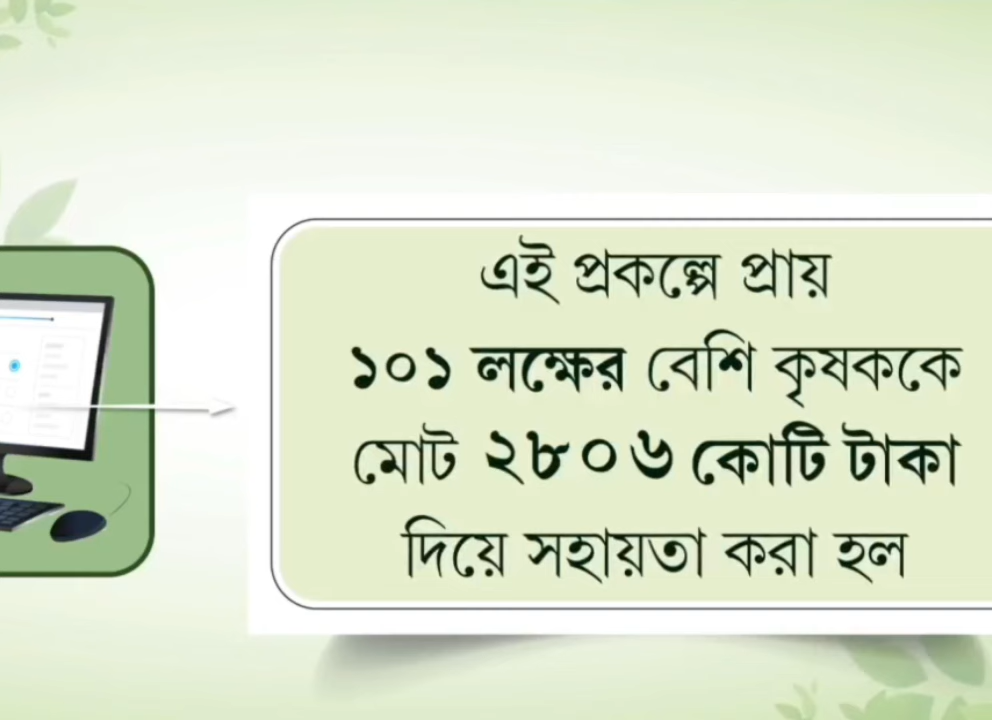 এই প্রকল্পে প্রায়
১০১ লক্ষের বেশি কৃষককে
মোট ২৮০৬ কোটি টাকা
দিয়ে সহায়তা করা হল